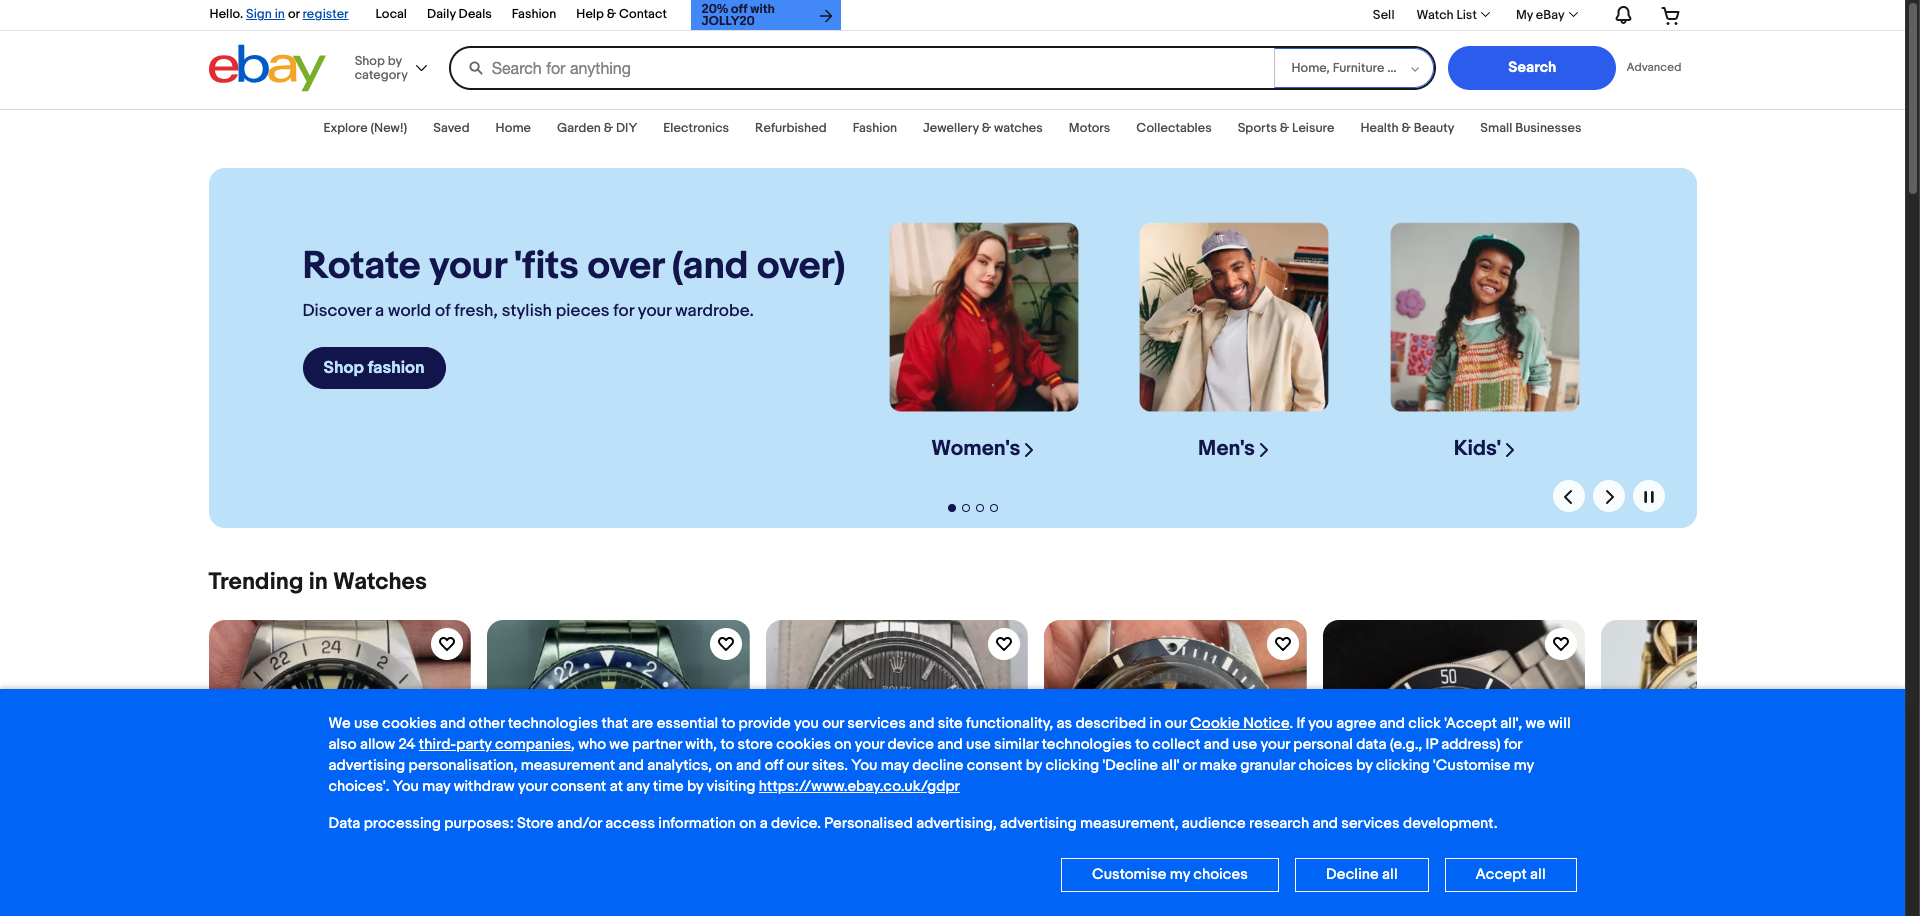 Hello. Sign in or register
Local
Daily Deals
Fashion
Help & Contact
20% off with
JOLLY20
Sell
Watch List
My eBay
ebay
Shop by
category
Search for anything
Home, Furniture ...
Search
Advanced
Explore (New!)
Saved
Home
Garden & DIY
Electronics
Refurbished
Fashion
Jewellery & watches
Motors
Collectables
Sports & Leisure
Health & Beauty
Small Businesses
Rotate your 'fits over (and over)
Discover a world of fresh, stylish pieces for your wardrobe.
Shop fashion
Women's
Men's
Kids'
Trending in Watches
22 24 2
22 2
ROLEX
50
We use cookies and other technologies that are essential to provide you our services and site functionality, as described in our Cookie Notice. If you agree and click 'Accept all', we will
also allow 24 third-party companies, who we partner with, to store cookies on your device and use similar technologies to collect and use your personal data (e.g., IP address) for
advertising personalisation, measurement and analytics, on and off our sites. You may decline consent by clicking 'Decline all' or make granular choices by clicking 'Customise my
choices'. You may withdraw your consent at any time by visiting https://www.ebay.co.uk/gdpr
Data processing purposes: Store and/or access information on a device. Personalised advertising, advertising measurement, audience research and services development.
Customise my choices
Decline all
Accept all